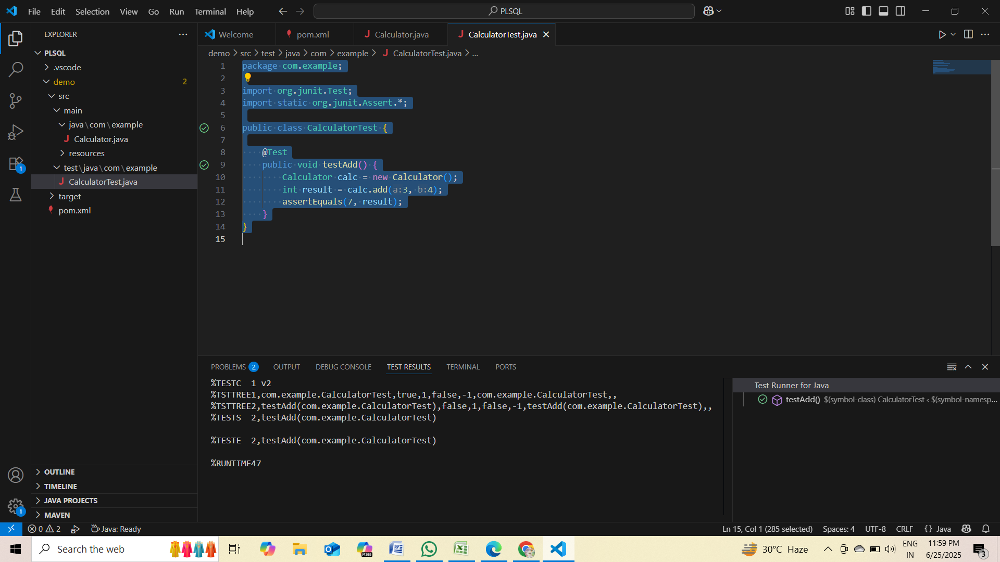 File Edit Selection View Go Run Terminal Help
PLSQL
EXPLORER
PLSQL
.vscode
demo 2
src
main
java\com\example
Calculator.java
resources
test\java\com\example
CalculatorTest.java
target
pom.xml
OUTLINE
TIMELINE
JAVA PROJECTS
MAVEN
Welcome pom.xml Calculator.java CalculatorTest.java
demo > src > test > java > com > example > CalculatorTest.java > ...
1 package com.example;
2
3 import org.junit.Test;
4 import static org.junit.Assert.*;
5
6 public class CalculatorTest {
7
8 @Test
9 public void testAdd() {
10 Calculator calc = new Calculator();
11 int result = calc.add(a:3, b:4);
12 assertEquals(7, result);
13 }
14 }
15
PROBLEMS 2 OUTPUT DEBUG CONSOLE TEST RESULTS TERMINAL PORTS
%TESTC 1 v2
%TSTTREE1,com.example.CalculatorTest,true,1,false,-1,com.example.CalculatorTest,,
%TSTTREE2,testAdd(com.example.CalculatorTest),false,1,false,-1,testAdd(com.example.CalculatorTest),,
%TESTS 2,testAdd(com.example.CalculatorTest)
%TESTE 2,testAdd(com.example.CalculatorTest)
%RUNTIME47
Test Runner for Java
testAdd() $(symbol-class) CalculatorTest < $(symbol-namesp...
1
1
0 2 Java: Ready
Ln 15, Col 1 (285 selected) Spaces: 4 UTF-8 CRLF {} Java
Search the web
M365
30°C Haze
ENG
IN
11:59 PM
6/25/2025
3